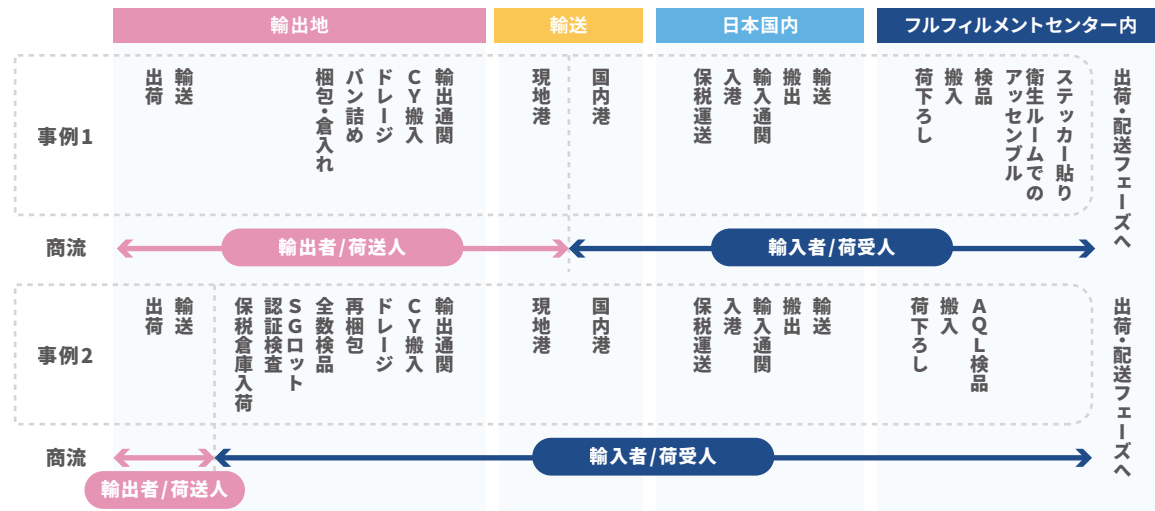 輸出地
輸送
日本国内
フルフィルメントセンター内
事例1
出荷
輸送
梱包・倉入れ
バン詰め
ドレージ
CY搬入
輸出通関
現地港
国内港
保税運送
入港
輸入通関
搬出
輸送
荷下ろし
搬入
検品
衛生ルームでの
アッセンブル
ステッカー貼り
出荷・配送フェーズへ
商流
輸出者/荷送人
輸入者/荷受人
事例2
出荷
輸送
保税倉庫入荷
SGロット
認証検査
全数検品
再梱包
ドレージ
CY搬入
輸出通関
現地港
国内港
保税運送
入港
輸入通関
搬出
輸送
荷下ろし
搬入
AQL検品
出荷・配送フェーズへ
商流
輸出者/荷送人
輸入者/荷受人